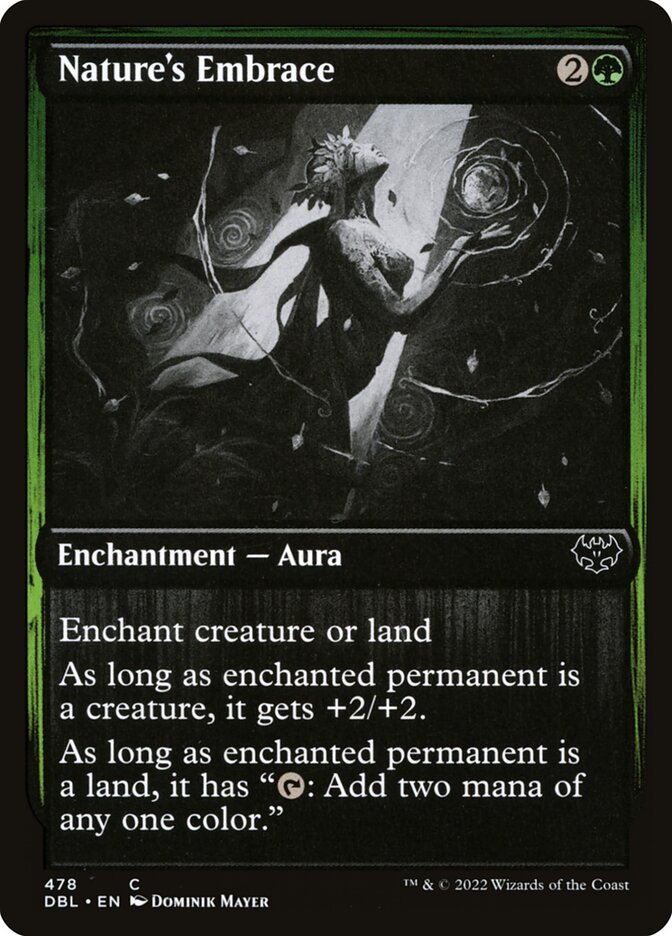 Nature's Embrace 2
Enchantment — Aura
Enchant creature or land
As long as enchanted permanent is
a creature, it gets +2/+2.
As long as enchanted permanent is
a land, it has “: Add two mana of
any one color.”
478 C ™ & © 2022 Wizards of the Coast
DBL • EN Dominik Mayer